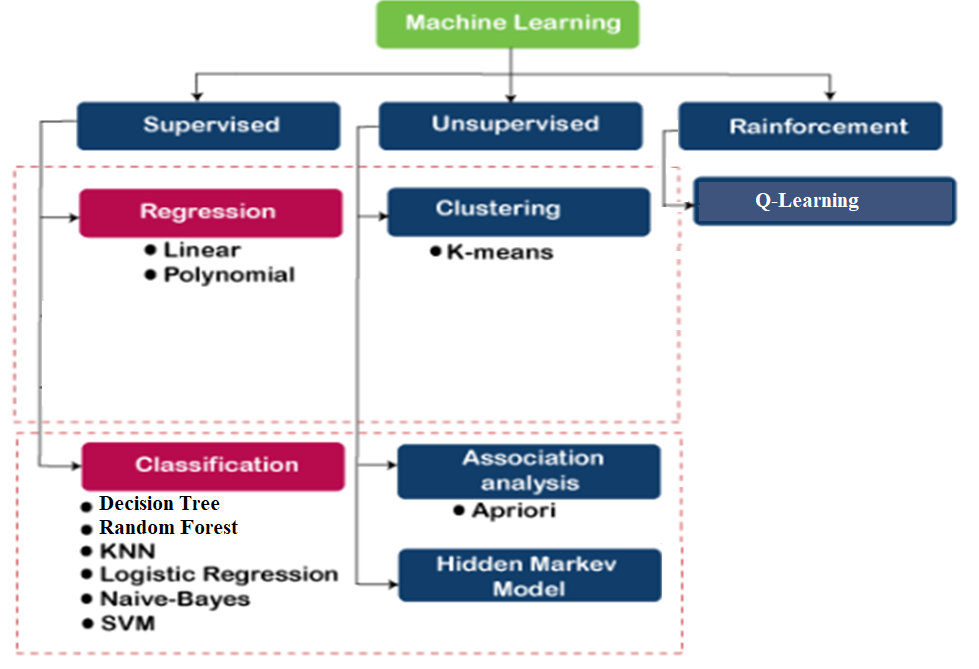 Machine Learning
Supervised
Unsupervised
Rainforcement
Regression
Linear
Polynomial
Clustering
K-means
Q-Learning
Classification
Decision Tree
Random Forest
KNN
Logistic Regression
Naive-Bayes
SVM
Association
analysis
Apriori
Hidden Markev
Model